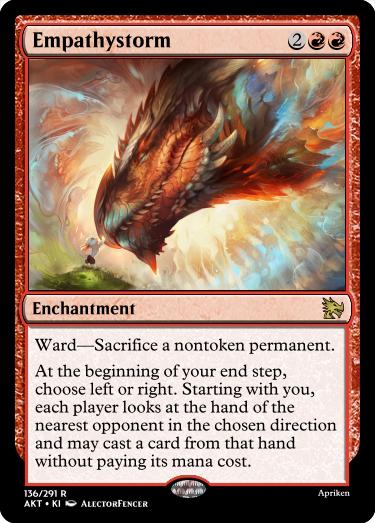 Empathystorm 2
Enchantment
Ward—Sacrifice a nontoken permanent.
At the beginning of your end step,
choose left or right. Starting with you,
each player looks at the hand of the
nearest opponent in the chosen direction
and may cast a card from that hand
without paying its mana cost.
136/291 R
Apriken
AKT • KI ALECTORFENCER